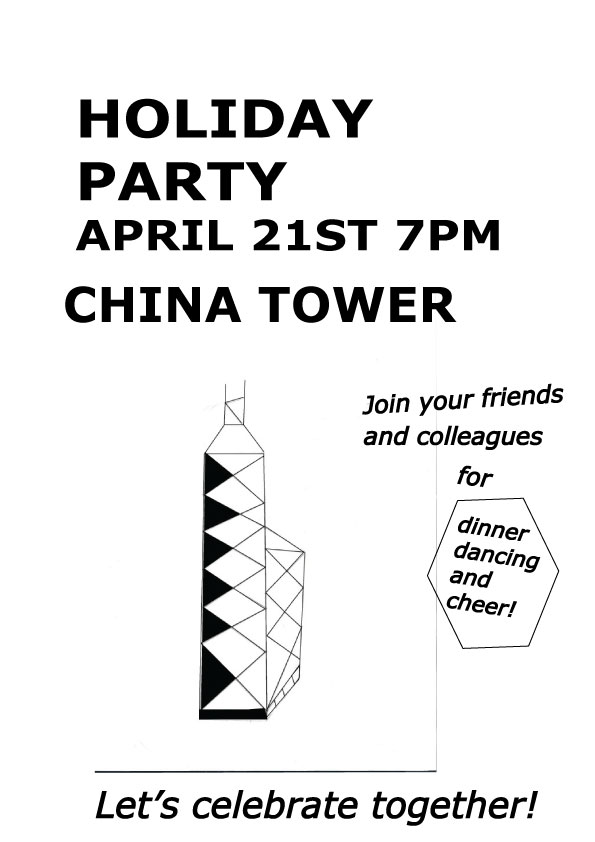 HOLIDAY
PARTY
APRIL 21ST 7PM
CHINA TOWER
Join your friends
and colleagues
for
dinner
dancing
and
cheer!
Let's celebrate together!